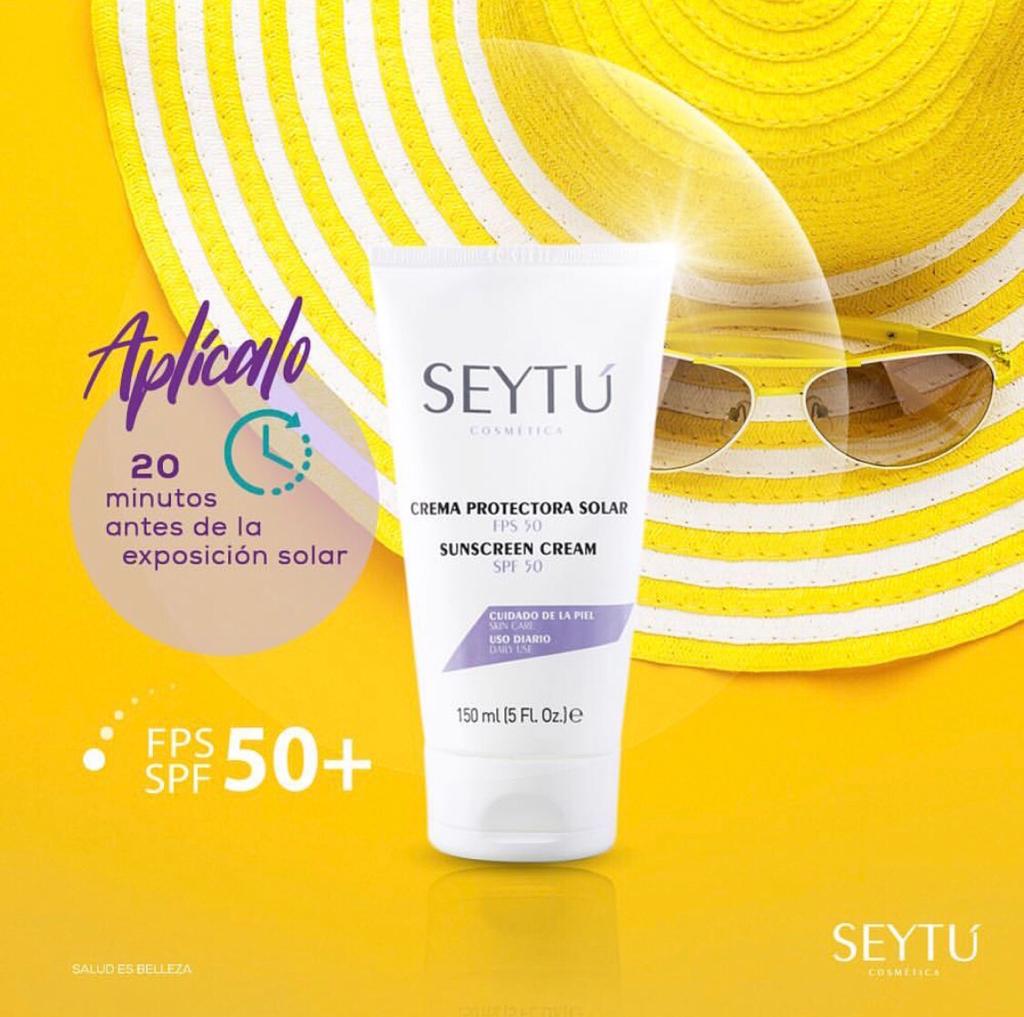 Aplícalo
20
minutos
antes de la
exposición solar
FPS
SPF 50+
SEYTÚ
COSMÉTICA
CREMA PROTECTORA SOLAR
FPS 50
SUNSCREEN CREAM
SPF 50
CUIDADO DE LA PIEL
SKIN CARE
USO DIARIO
DAILY USE
150 ml (5 Fl. Oz.) e
SALUD ES BELLEZA
SEYTÚ
COSMÉTICA